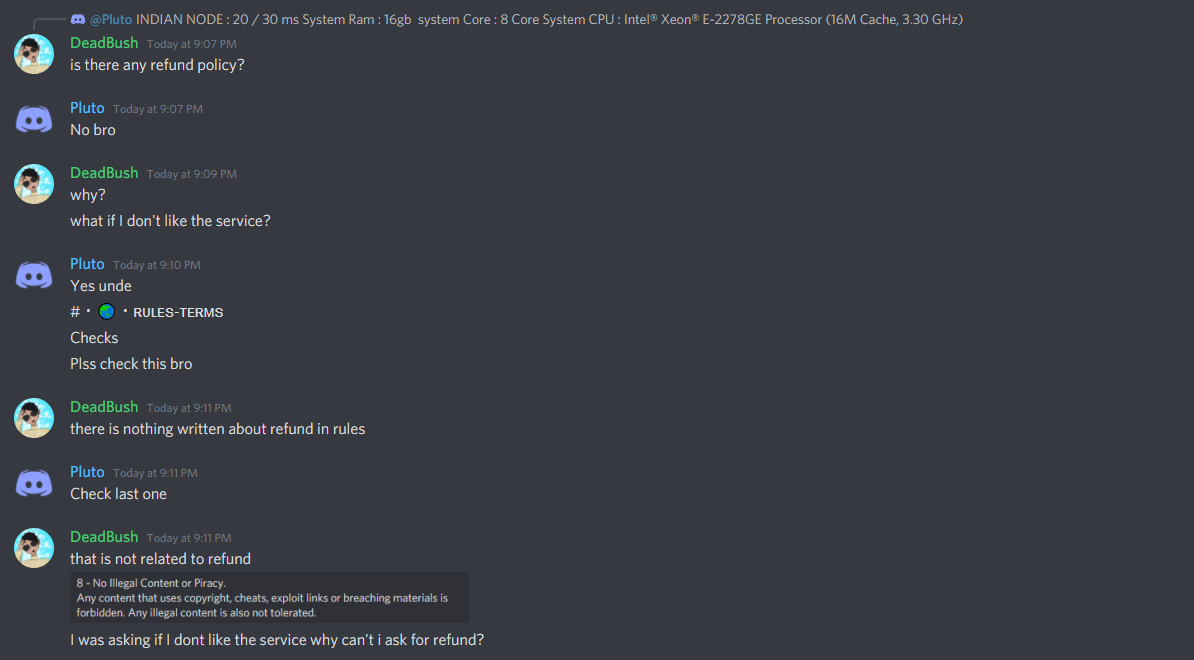 @Pluto INDIAN NODE : 20 / 30 ms System Ram : 16gb system Core : 8 Core System CPU : Intel® Xeon® E-2278GE Processor (16M Cache, 3.30 GHz)
DeadBush Today at 9:07 PM
is there any refund policy?
Pluto Today at 9:07 PM
No bro
DeadBush Today at 9:09 PM
why?
what if I don't like the service?
Pluto Today at 9:10 PM
Yes unde
# • 🌏 • RULES-TERMS
Checks
Plss check this bro
DeadBush Today at 9:11 PM
there is nothing written about refund in rules
Pluto Today at 9:11 PM
Check last one
DeadBush Today at 9:11 PM
that is not related to refund
8 - No Illegal Content or Piracy.
Any content that uses copyright, cheats, exploit links or breaching materials is
forbidden. Any illegal content is also not tolerated.
I was asking if I dont like the service why can't i ask for refund?